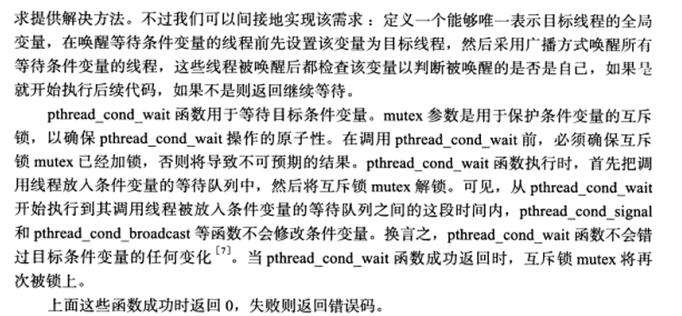 求提供解决方法。不过我们可以间接地实现该需求：定义一个能够唯一表示目标线程的全局
变量，在唤醒等待条件变量的线程前先设置该变量为目标线程，然后采用广播方式唤醒所有
等待条件变量的线程，这些线程被唤醒后都检查该变量以判断被唤醒的是否是自己，如果是
就开始执行后续代码，如果不是则返回继续等待。
pthread_cond_wait 函数用于等待目标条件变量。mutex 参数是用于保护条件变量的互斥
锁，以确保 pthread_cond_wait 操作的原子性。在调用 pthread_cond_wait 前，必须确保互斥
锁 mutex 已经加锁，否则将导致不可预期的结果。pthread_cond_wait 函数执行时，首先把调
用线程放入条件变量的等待队列中，然后将互斥锁 mutex 解锁。可见，从 pthread_cond_wait
开始执行到其调用线程被放入条件变量的等待队列之间的这段时间内，pthread_cond_signal
和 pthread_cond_broadcast 等函数不会修改条件变量。换言之，pthread_cond_wait 函数不会错
过目标条件变量的任何变化[7]。当 pthread_cond_wait 函数成功返回时，互斥锁 mutex 将再
次被锁上。
上面这些函数成功时返回 0，失败则返回错误码。